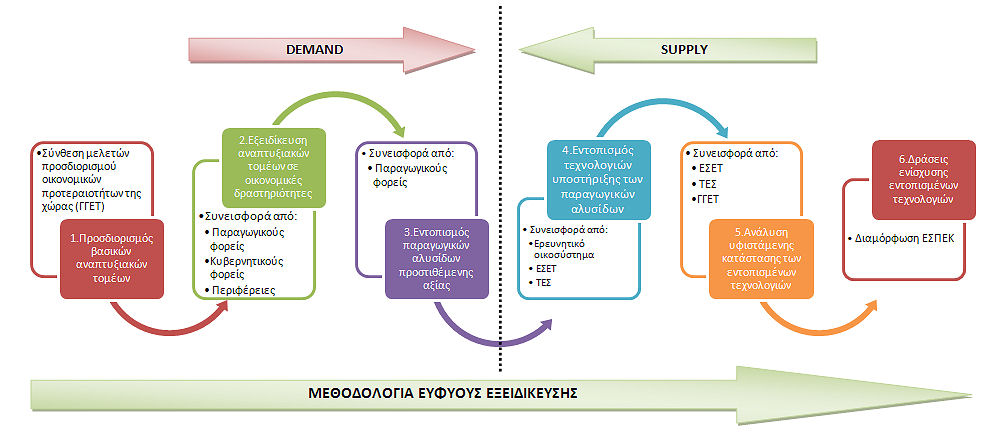 DEMAND
SUPPLY
•Σύνθεση μελετών
προσδιορισμού
οικονομικών
προτεραιοτήτων της
χώρας (ΓΓΕΤ)
1.Προσδιορισμός
βασικών
αναπτυξιακών
τομέων
2.Εξειδίκευση
αναπτυξιακών
τομέων σε
οικονομικές
δραστηριότητες
•Συνεισφορά από:
• Παραγωγικούς
φορείς
•Κυβερνητικούς
φορείς
• Περιφέρειες
• Συνεισφορά από:
•Παραγωγικούς
φορείς
3.Εντοπισμός
παραγωγικών
αλυσίδων
προστιθέμενης
αξίας
4.Εντοπισμός
τεχνολογιών
υποστήριξης των
παραγωγικών
αλυσίδων
• Συνεισφορά από:
•Ερευνητικό
οικοσύστημα
• ΕΣΕΤ
• ΤΕΣ
• Συνεισφορά από:
• ΕΣΕΤ
• ΤΕΣ
•ΓΓΕΤ
5.Ανάλυση
υφιστάμενης
κατάστασης των
εντοπισμένων
τεχνολογιών
6.Δράσεις
ενίσχυσης
εντοπισμένων
τεχνολογιών
• Διαμόρφωση ΕΣΠΕΚ
ΜΕΘΟΔΟΛΟΓΙΑ ΕΥΦΥΟΥΣ ΕΞΕΙΔΙΚΕΥΣΗΣ